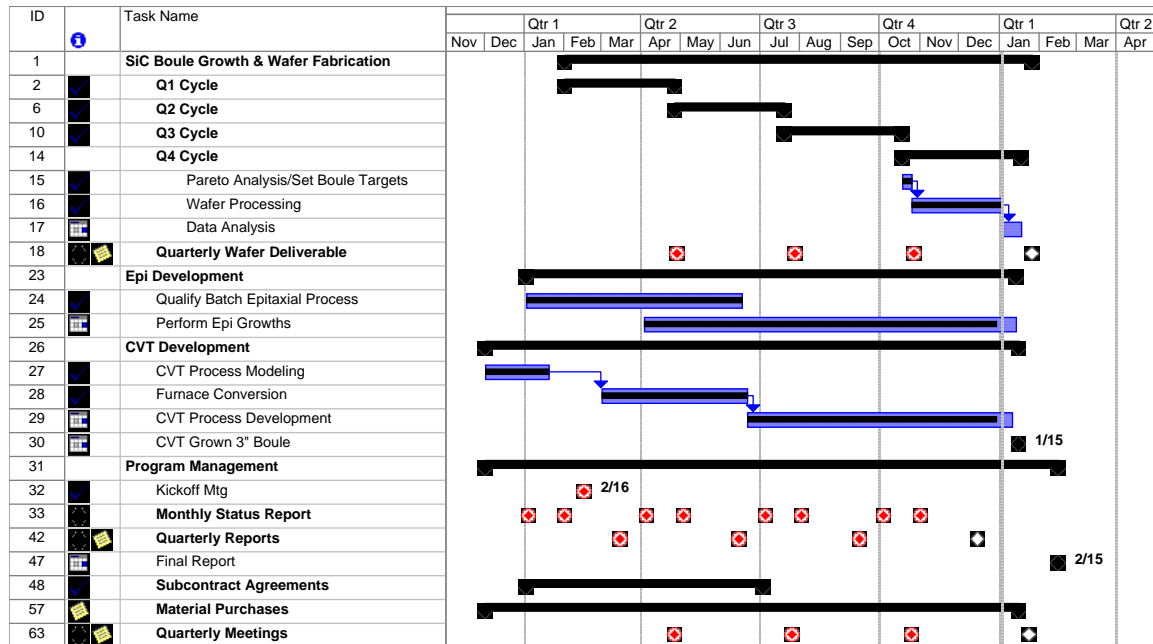 ID Task Name Qtr 1 Qtr 2 Qtr 3 Qtr 4 Qtr 1 Qtr 2
Nov Dec Jan Feb Mar Apr May Jun Jul Aug Sep Oct Nov Dec Jan Feb Mar Apr
1 SiC Boule Growth & Wafer Fabrication
2 Q1 Cycle
6 Q2 Cycle
10 Q3 Cycle
14 Q4 Cycle
15 Pareto Analysis/Set Boule Targets
16 Wafer Processing
17 Data Analysis
18 Quarterly Wafer Deliverable
23 Epi Development
24 Qualify Batch Epitaxial Process
25 Perform Epi Growths
26 CVT Development
27 CVT Process Modeling
28 Furnace Conversion
29 CVT Process Development
30 CVT Grown 3" Boule 1/15
31 Program Management
32 Kickoff Mtg 2/16
33 Monthly Status Report
42 Quarterly Reports
47 Final Report 2/15
48 Subcontract Agreements
57 Material Purchases
63 Quarterly Meetings